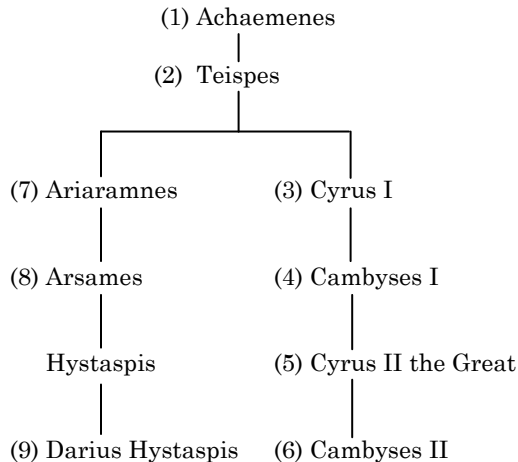 (1) Achaemenes
(2) Teispes
(7) Ariaramnes
(3) Cyrus I
(8) Arsames
(4) Cambyses I
Hystaspis
(5) Cyrus II the Great
(9) Darius Hystaspis
(6) Cambyses II